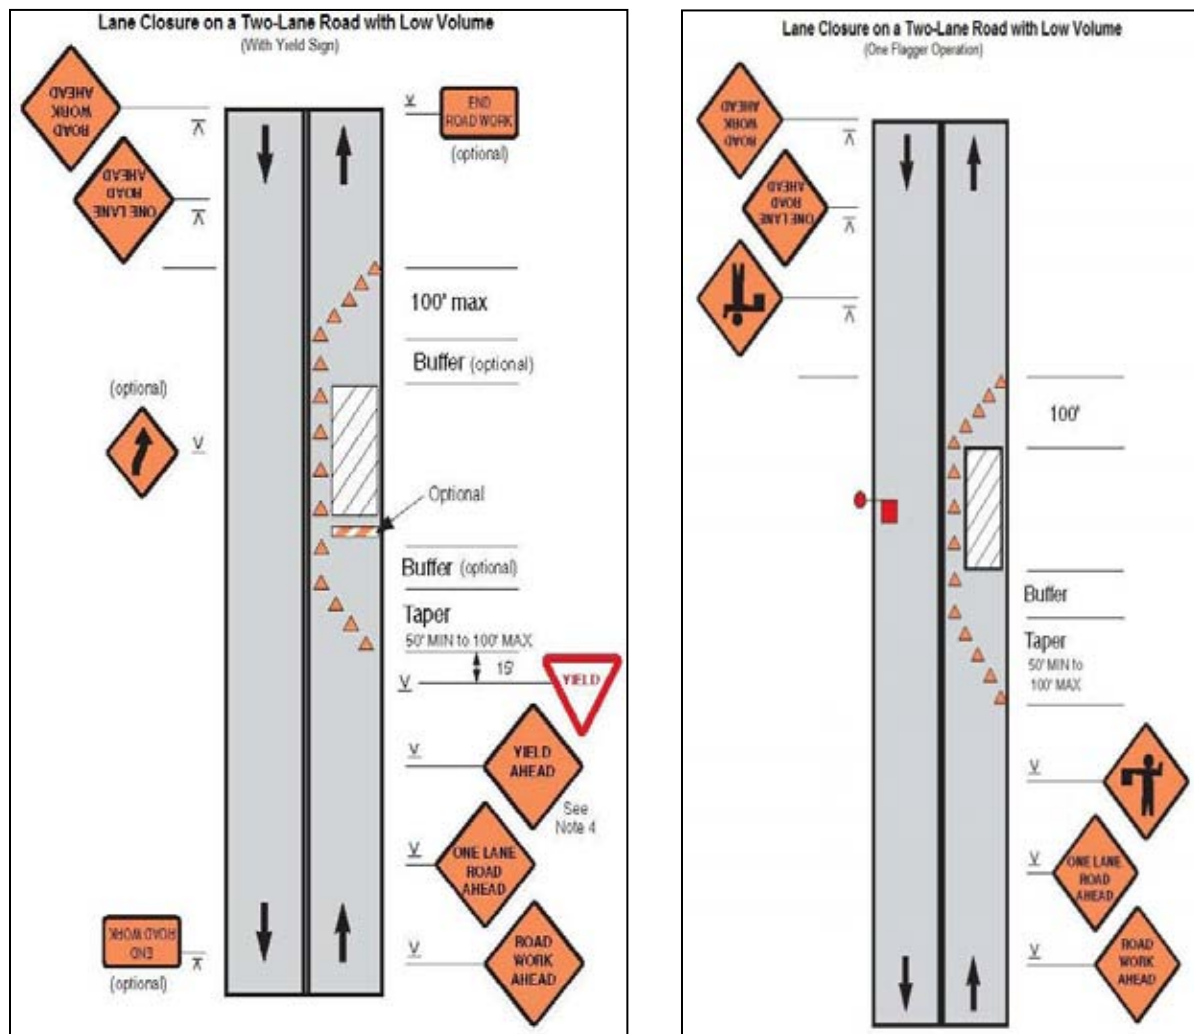 Lane Closure on a Two-Lane Road with Low Volume
(With Yield Sign)
ROAD
WORK
AHEAD
ONE LANE
ROAD
AHEAD
END
ROAD WORK
(optional)
100' max
Buffer (optional)
(optional)
Optional
Buffer (optional)
Taper
50' MIN to 100' MAX
15'
YIELD
YIELD
AHEAD
See
Note 4
ONE LANE
ROAD
AHEAD
ROAD
WORK
AHEAD
END
ROAD WORK
(optional)
Lane Closure on a Two-Lane Road with Low Volume
(One Flagger Operation)
ROAD
WORK
AHEAD
ONE LANE
ROAD
AHEAD
100'
Buffer
Taper
50' MIN to
100' MAX
ONE LANE
ROAD
AHEAD
ROAD
WORK
AHEAD